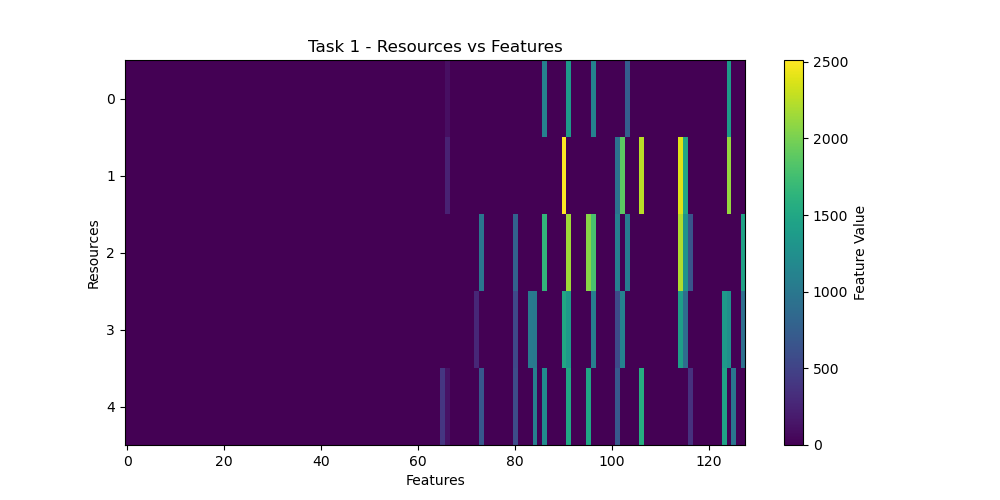 Task 1 - Resources vs Features
Resources
0
1
2
3
4
0 20 40 60 80 100 120
Features
2500
2000
1500
1000
500
0
Feature Value